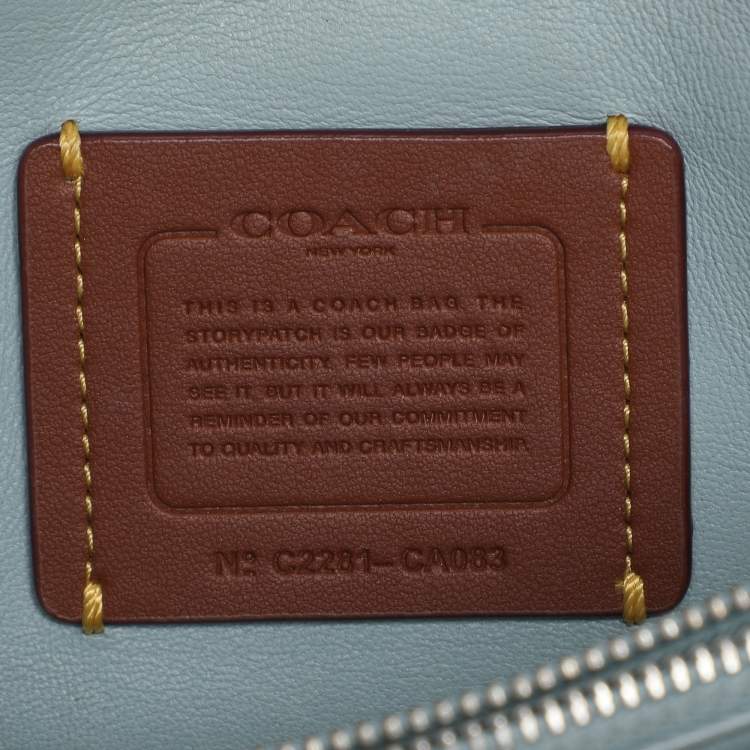 COACH
NEW YORK
THIS IS A COACH BAG. THE
STORYPATCH IS OUR BADGE OF
AUTHENTICITY. FEW PEOPLE MAY
SEE IT, BUT IT WILL ALWAYS BE A
REMINDER OF OUR COMMITMENT
TO QUALITY AND CRAFTSMANSHIP.
Nº C2281-CA083